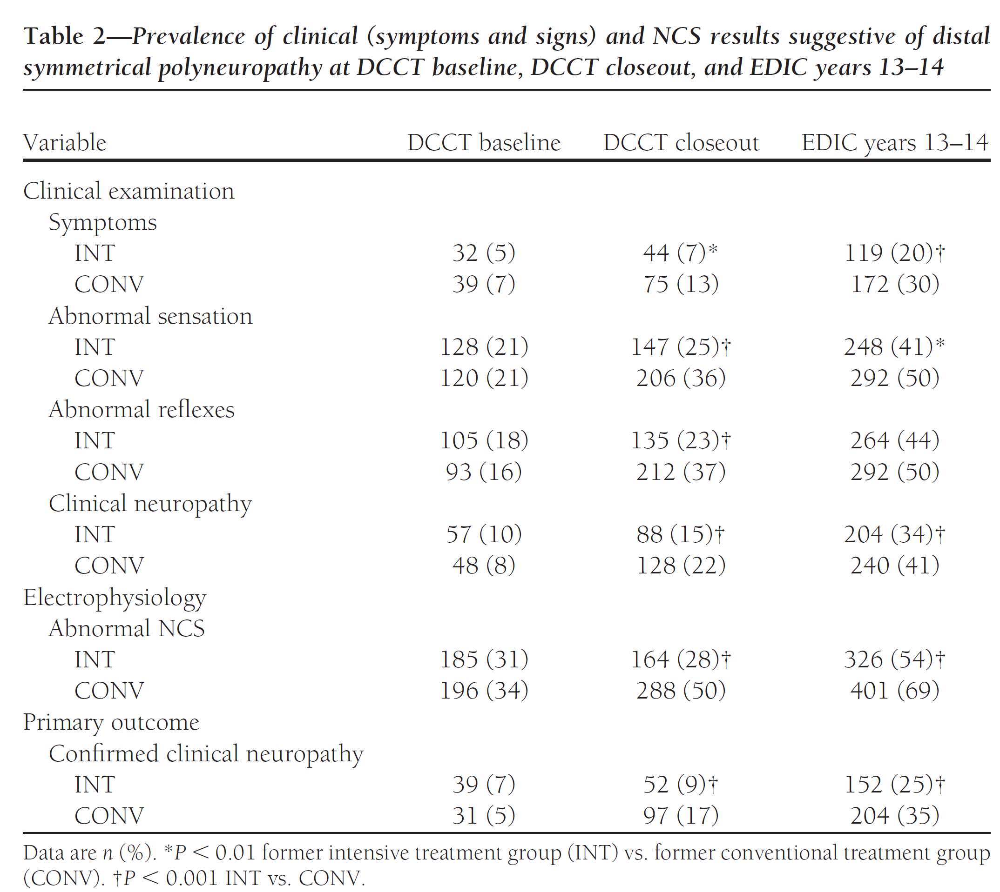 Table 2—Prevalence of clinical (symptoms and signs) and NCS results suggestive of distal
symmetrical polyneuropathy at DCCT baseline, DCCT closeout, and EDIC years 13–14
Variable DCCT baseline DCCT closeout EDIC years 13–14
Clinical examination
Symptoms
INT 32 (5) 44 (7)* 119 (20)†
CONV 39 (7) 75 (13) 172 (30)
Abnormal sensation
INT 128 (21) 147 (25)† 248 (41)*
CONV 120 (21) 206 (36) 292 (50)
Abnormal reflexes
INT 105 (18) 135 (23)† 264 (44)
CONV 93 (16) 212 (37) 292 (50)
Clinical neuropathy
INT 57 (10) 88 (15)† 204 (34)†
CONV 48 (8) 128 (22) 240 (41)
Electrophysiology
Abnormal NCS
INT 185 (31) 164 (28)† 326 (54)†
CONV 196 (34) 288 (50) 401 (69)
Primary outcome
Confirmed clinical neuropathy
INT 39 (7) 52 (9)† 152 (25)†
CONV 31 (5) 97 (17) 204 (35)
Data are n (%). *P < 0.01 former intensive treatment group (INT) vs. former conventional treatment group
(CONV). †P < 0.001 INT vs. CONV.